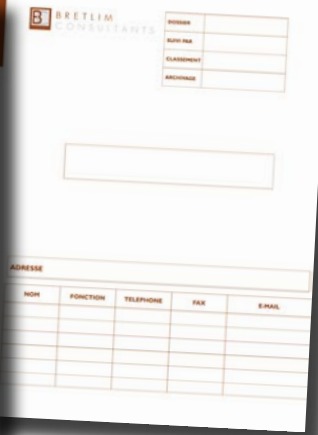 B
BRETLIM
CONSULTANTS
DOSSIER
SUIVI PAR
CLASSEMENT
ARCHIVAGE
ADRESSE
NOM FONCTION TELEPHONE FAX E-MAIL